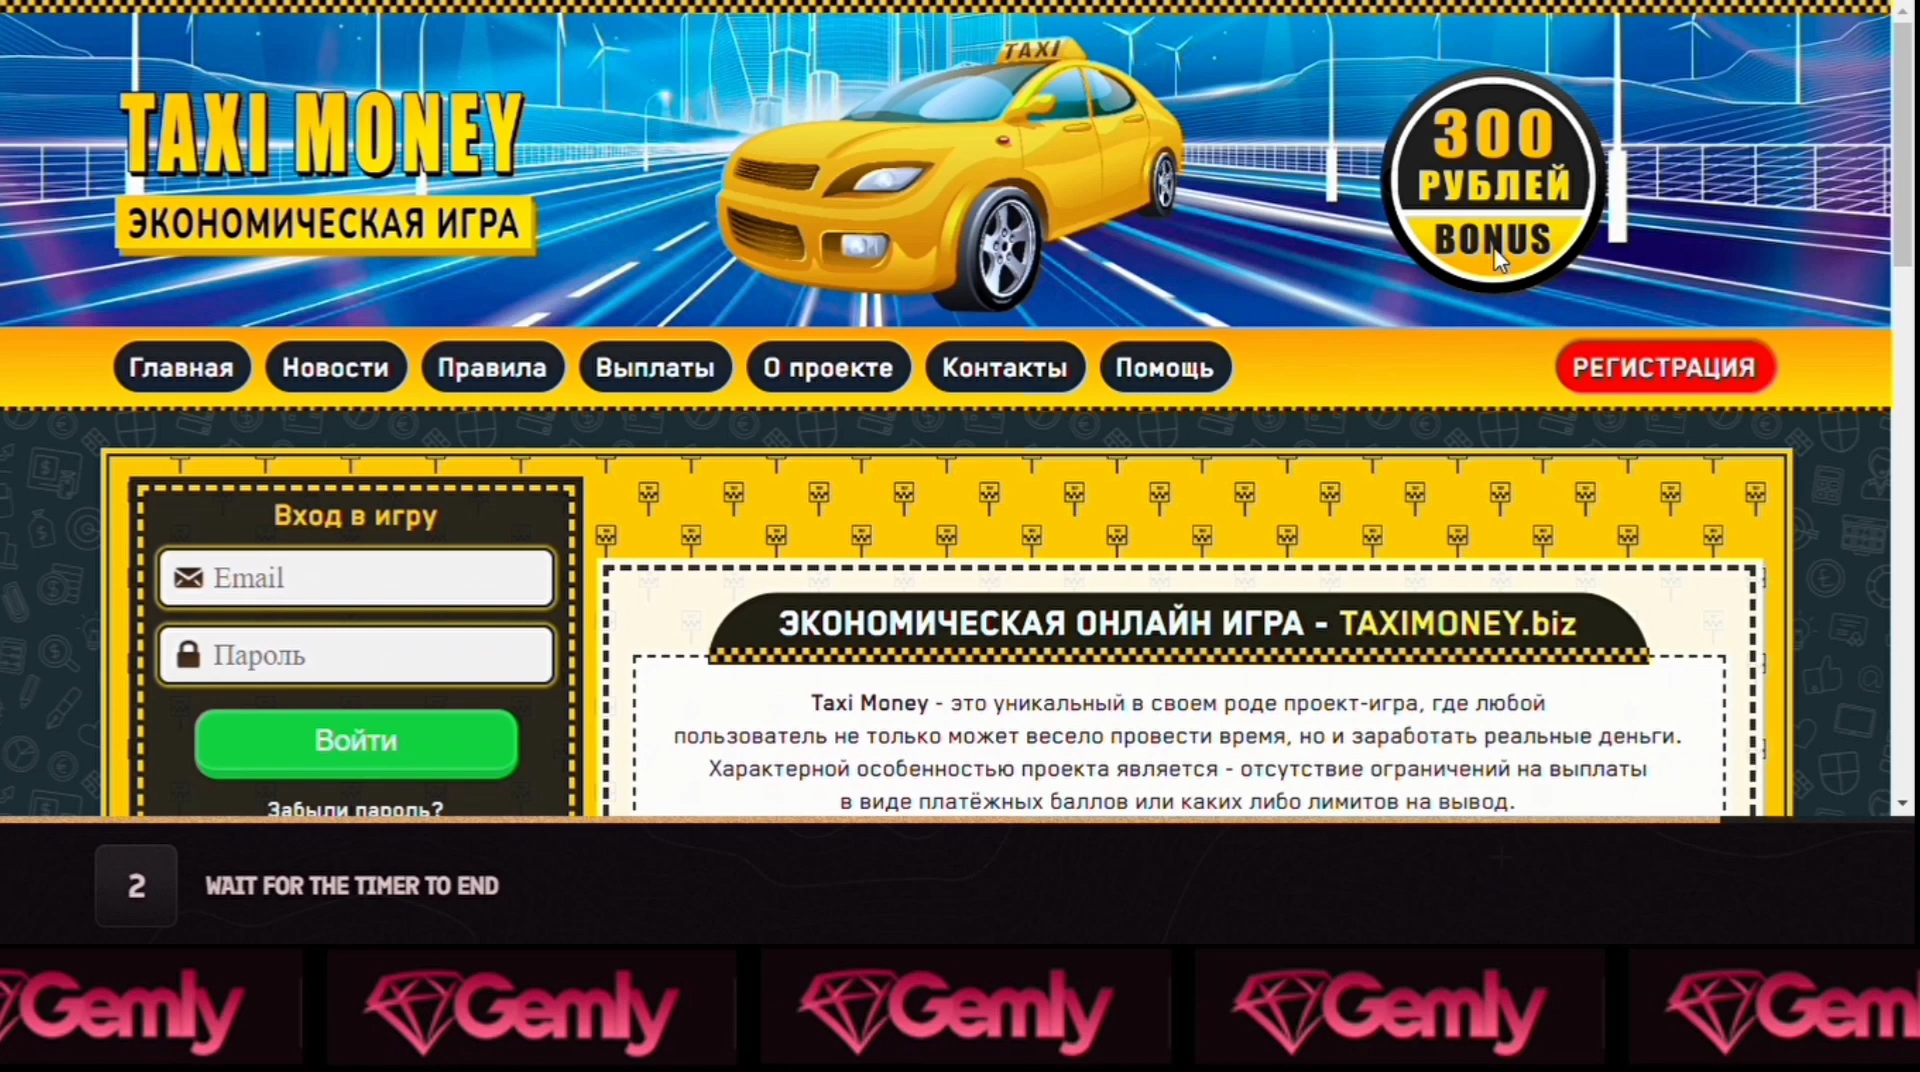 TAXI
TAXI MONEY
ЭКОНОМИЧЕСКАЯ ИГРА
300
РУБЛЕЙ
BONUS
Главная
Новости
Правила
Выплаты
О проекте
Контакты
Помощь
РЕГИСТРАЦИЯ
Вход в игру
Email
Пароль
Войти
Забыли пароль?
ЭКОНОМИЧЕСКАЯ ОНЛАЙН ИГРА - TAXIMONEY.biz
Taxi Money - это уникальный в своем роде проект-игра, где любой
пользователь не только может весело провести время, но и заработать реальные деньги.
Характерной особенностью проекта является - отсутствие ограничений на выплаты
в виде платёжных баллов или каких либо лимитов на вывод.
2
WAIT FOR THE TIMER TO END
Gemly
Gemly
Gemly
Gemly
Gem